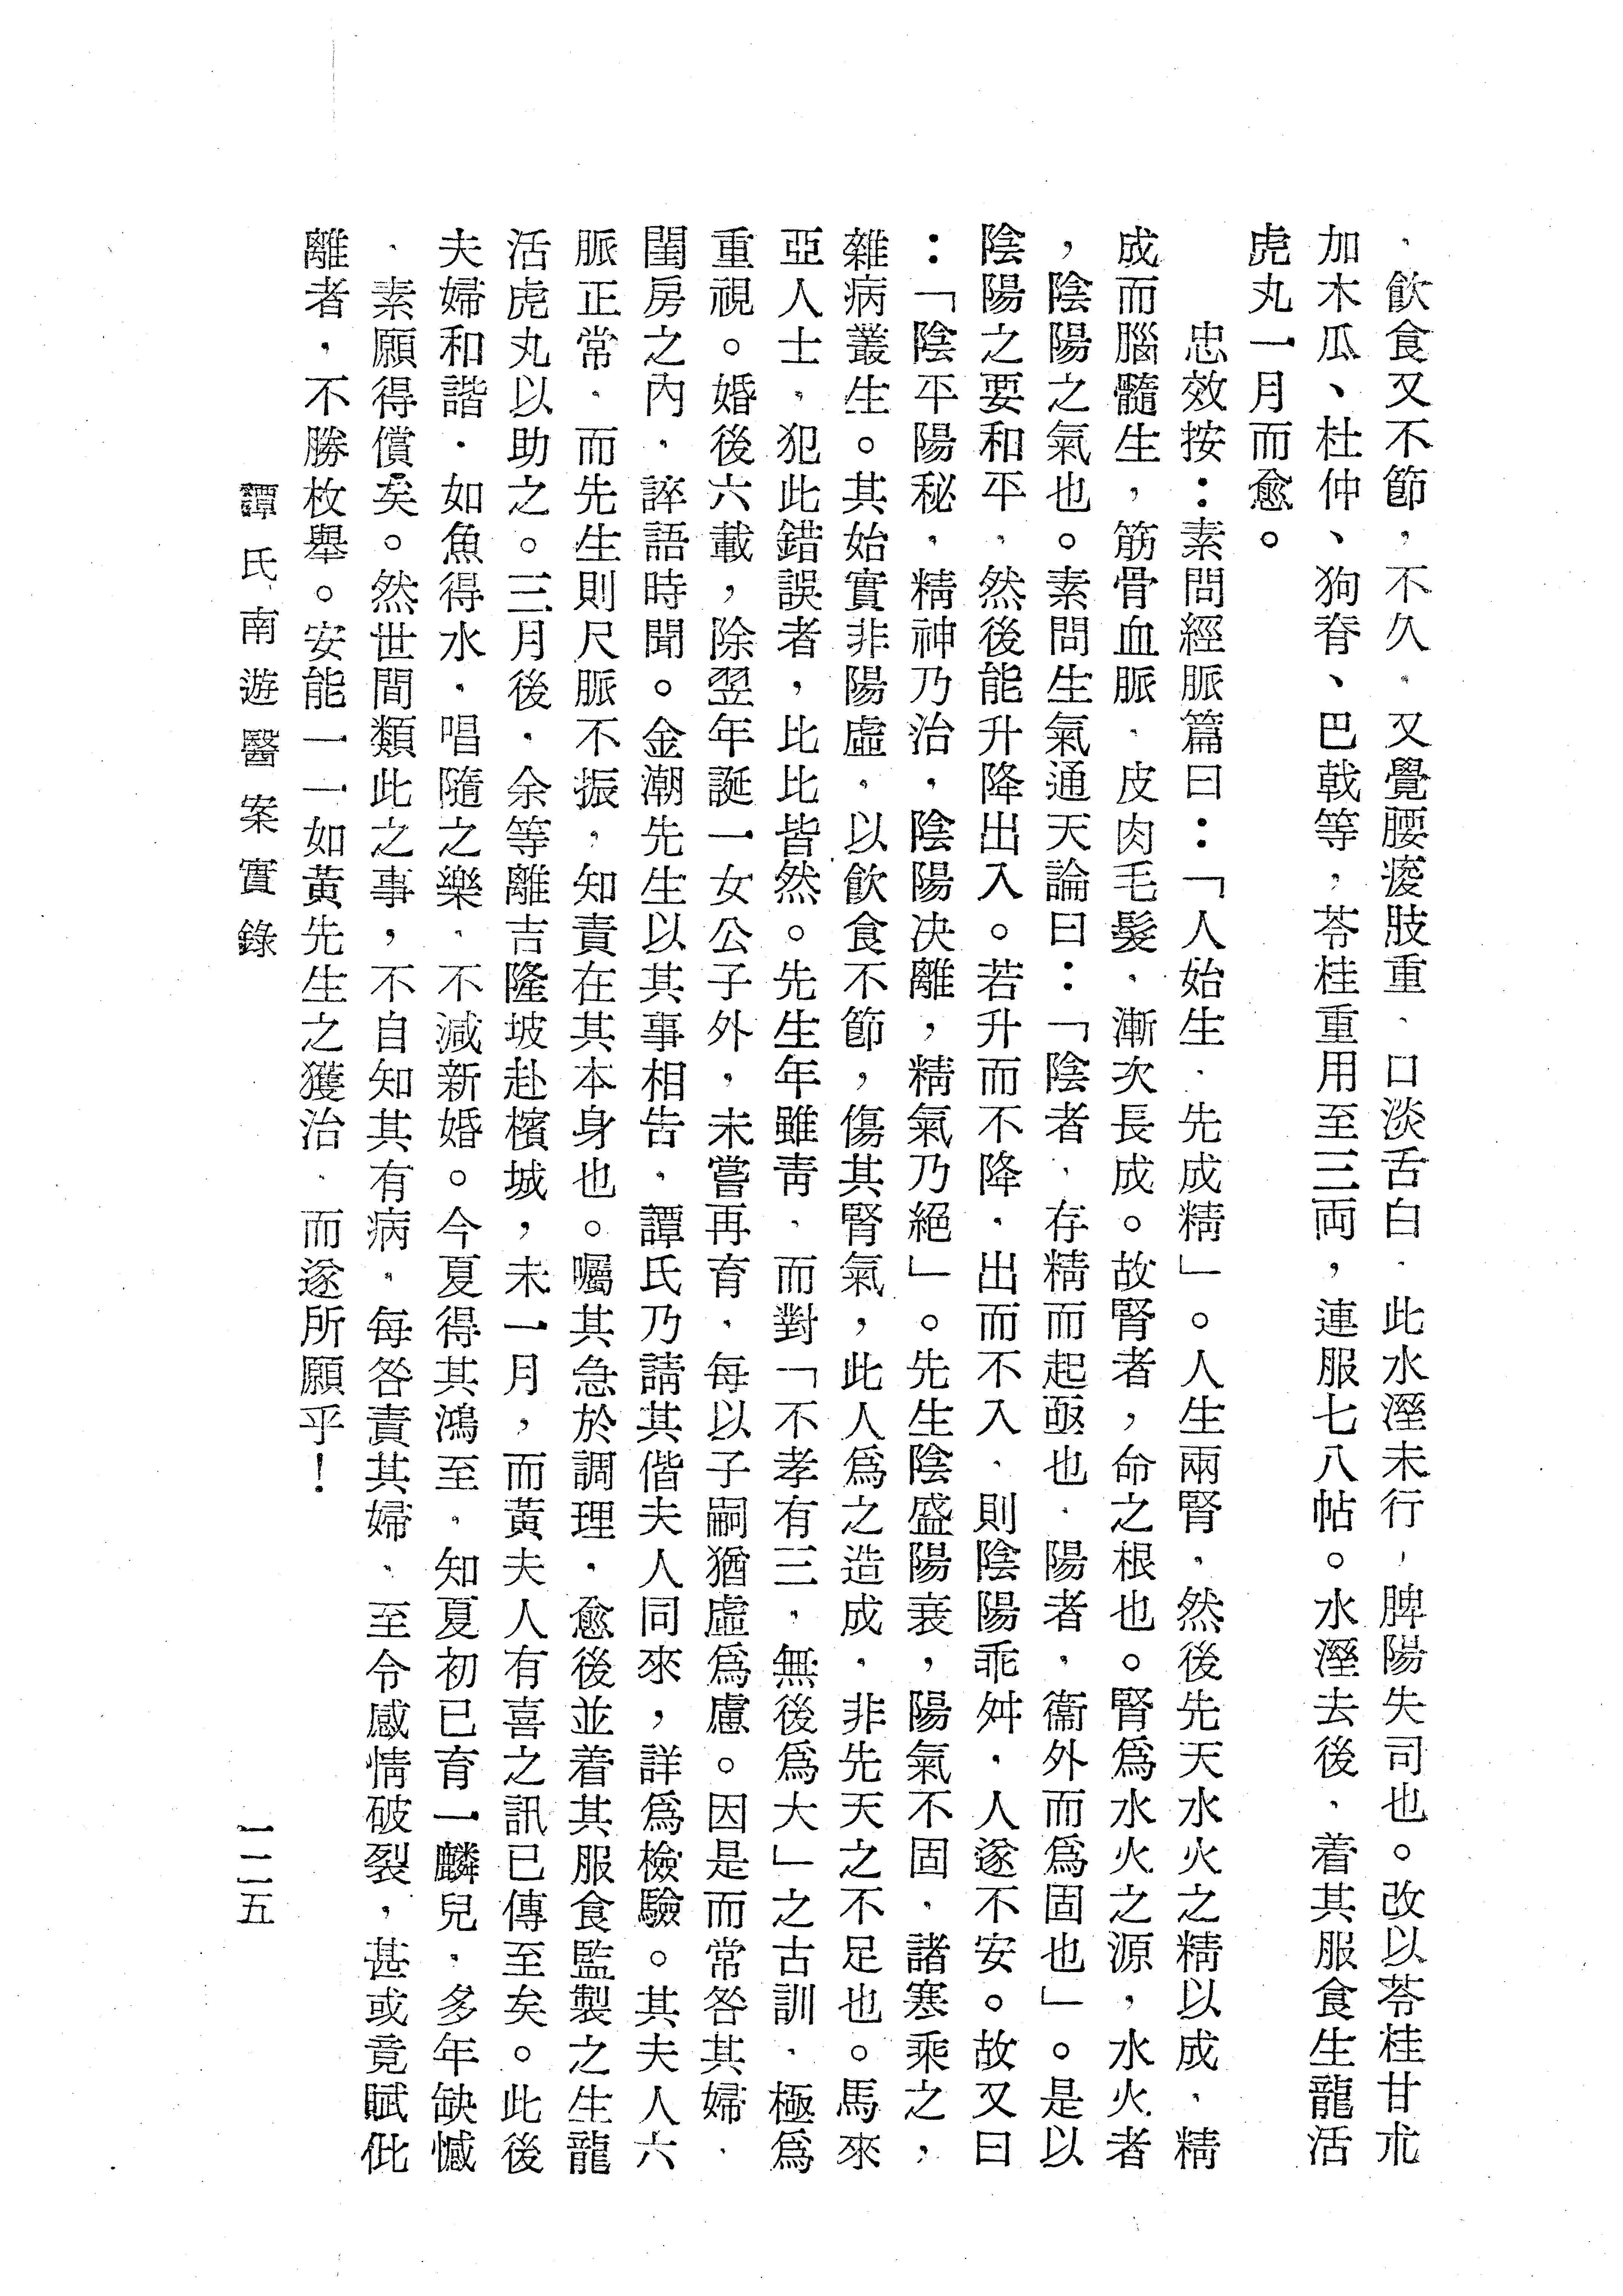 ，飲食又不節，不久，又覺腰痠肢重，口淡舌白，此水溼未行，脾陽失司也。改以苓桂甘朮
加木瓜、杜仲、狗脊、巴戟等，苓桂重用至三両，連服七八帖。水溼去後，着其服食生龍活
虎丸一月而愈。
忠效按：素問經脈篇曰：「人始生，先成精」。人生兩腎，然後先天水火之精以成，精
成而腦髓生，筋骨血脈，皮肉毛髮，漸次長成。故腎者，命之根也。腎爲水火之源，水火者
，陰陽之氣也。素問生氣通天論曰：「陰者，存精而起亟也，陽者，衞外而爲固也」。是以
陰陽之要和平，然後能升降出入。若升而不降，出而不入，則陰陽乖舛，人遂不安。故又曰
：「陰平陽秘，精神乃治，陰陽决離，精氣乃絕」。先生陰盛陽衰，陽氣不固，諸寒乘之，
雜病叢生。其始實非陽虛，以飮食不節，傷其腎氣，此人爲之造成，非先天之不足也。馬來
亞人士，犯此錯誤者，比比皆然。先生年雖靑，而對「不孝有三，無後爲大」之古訓，極爲
重視。婚後六載，除翌年誕一女公子外，未嘗再育，每以子嗣猶虛爲慮。因是而常咎其婦，
閨房之內，誶語時聞。金潮先生以其事相告，譚氏乃請其偕夫人同來，詳爲檢驗。其夫人六
脈正常，而先生則尺脈不振，知責在其本身也。囑其急於調理，愈後並着其服食監製之生龍
活虎丸以助之。三月後，余等離吉隆坡赴檳城，未一月，而黃夫人有喜之訊已傳至矣。此後
夫婦和諧，如魚得水，唱隨之樂，不減新婚。今夏得其鴻至，知夏初已育一麟兒，多年缺憾
，素願得償矣。然世間類此之事，不自知其有病，每咎責其婦，至令感情破裂，甚或竟賦仳
離者，不勝枚舉。安能一一如黃先生之獲治，而遂所願乎！
譚氏南遊醫案實錄
一二五